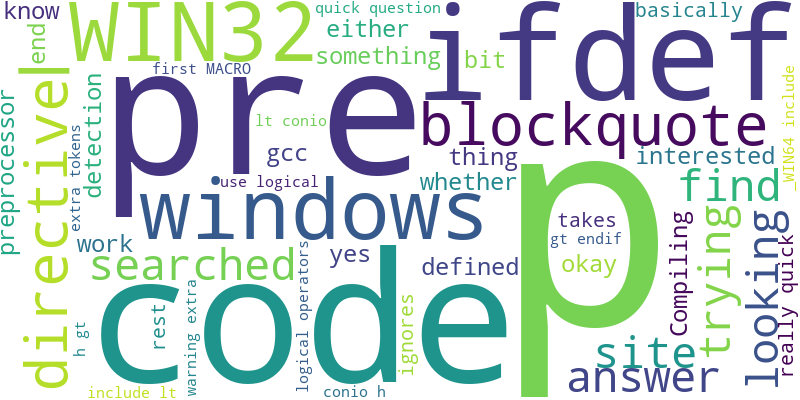 know
WIN32
quick question
ifdef
basically
either
something
bit
end
first MACRO
pre
directive
preprocessor
detection
extra tokens
lt conio
gcc
use logical
blockquote
thing
whether
interested
find
_WIN64 include
windows
p
takes
gt endif
okay
work
searched
yes
defined
Compiling
trying
looking
really quick
code
h gt
rest
warning extra
logical operators
ignores
site
answer
include lt
conio h